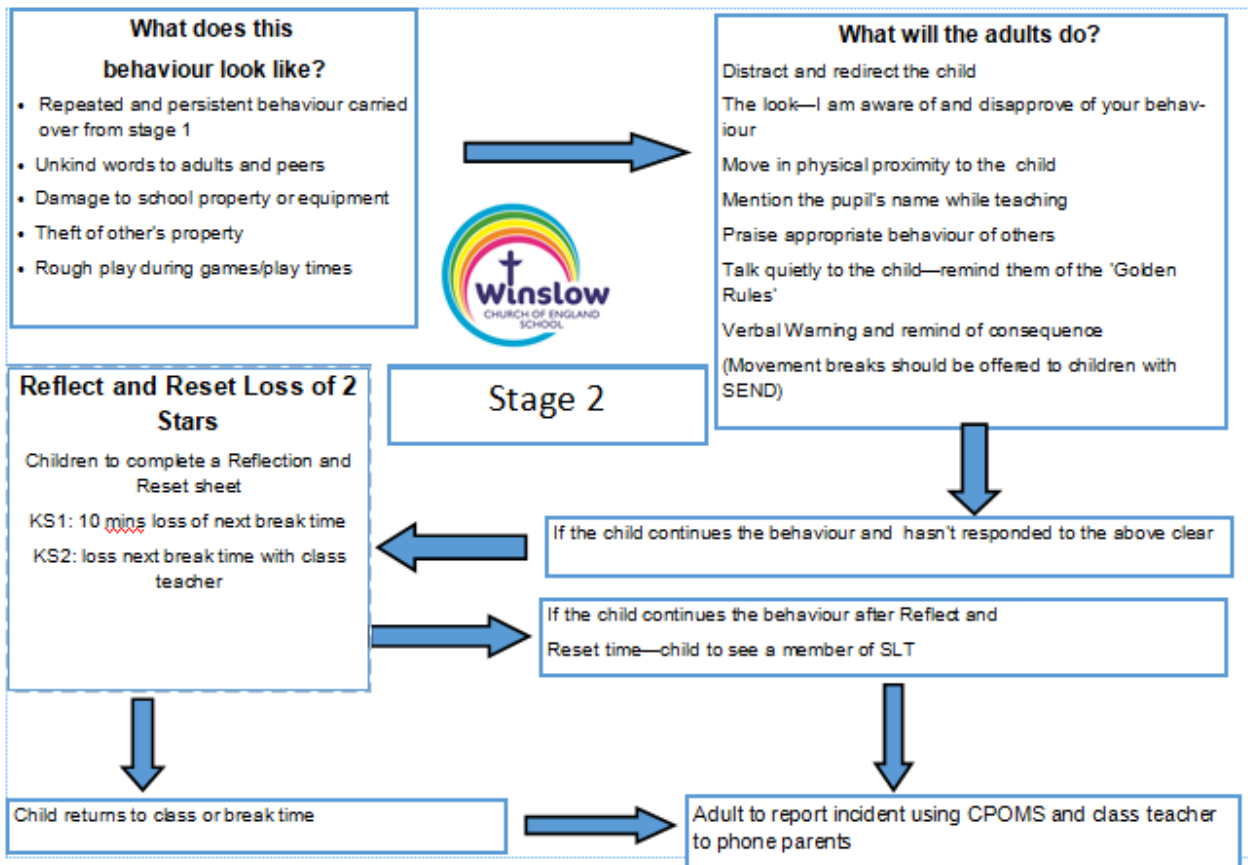 What does this
behaviour look like?
• Repeated and persistent behaviour carried
over from stage 1
• Unkind words to adults and peers
• Damage to school property or equipment
• Theft of other's property
• Rough play during games/play times
What will the adults do?
Distract and redirect the child
The look—I am aware of and disapprove of your behav-
iour
Move in physical proximity to the child
Mention the pupil's name while teaching
Praise appropriate behaviour of others
Talk quietly to the child—remind them of the 'Golden
Rules'
Verbal Warning and remind of consequence
(Movement breaks should be offered to children with
SEND)
Winslow
CHURCH OF ENGLAND
SCHOOL
Stage 2
Reflect and Reset Loss of 2
Stars
Children to complete a Reflection and
Reset sheet
KS1: 10 mins loss of next break time
KS2: loss next break time with class
teacher
If the child continues the behaviour and hasn't responded to the above clear
If the child continues the behaviour after Reflect and
Reset time—child to see a member of SLT
Child returns to class or break time
Adult to report incident using CPOMS and class teacher
to phone parents